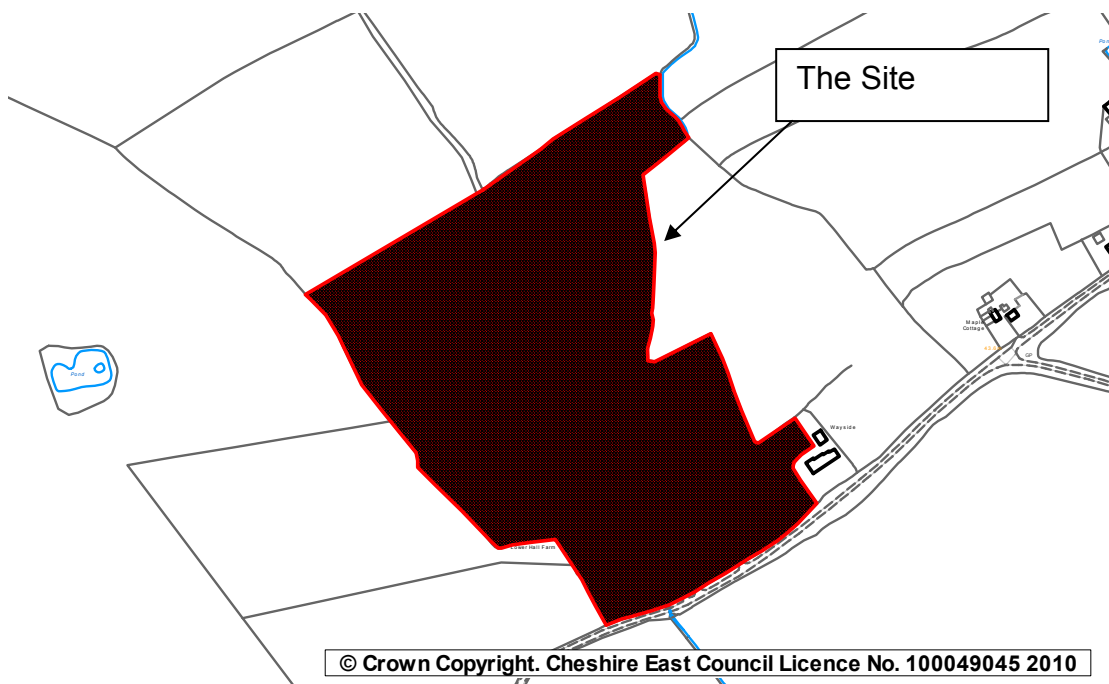 Pon
The Site
Maple
Cottage
GP
Pond
Wayside
Lower Hall Farm
© Crown Copyright. Cheshire East Council Licence No. 100049045 2010